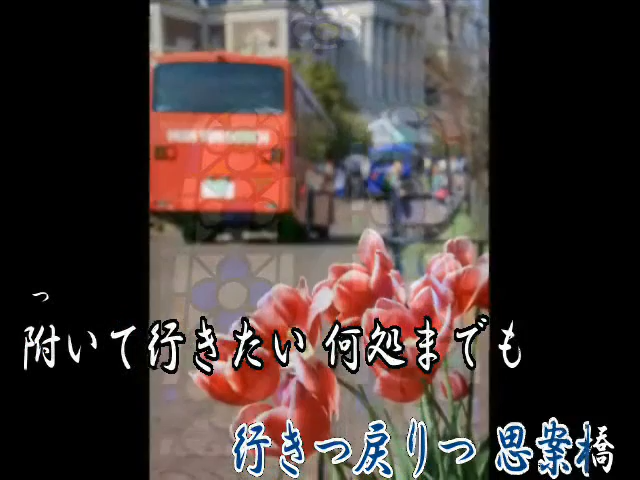 っ
附いて行きたい 何処までも
行きつ戻りつ 思案橋